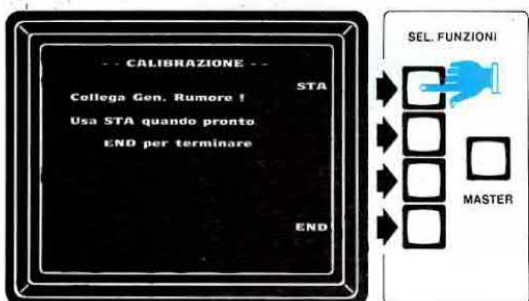 SEL. FUNZIONI
- - CALIBRAZIONE - -
STA
Collega Gen. Rumore !
Usa STA quando pronto
END per terminare
MASTER
END